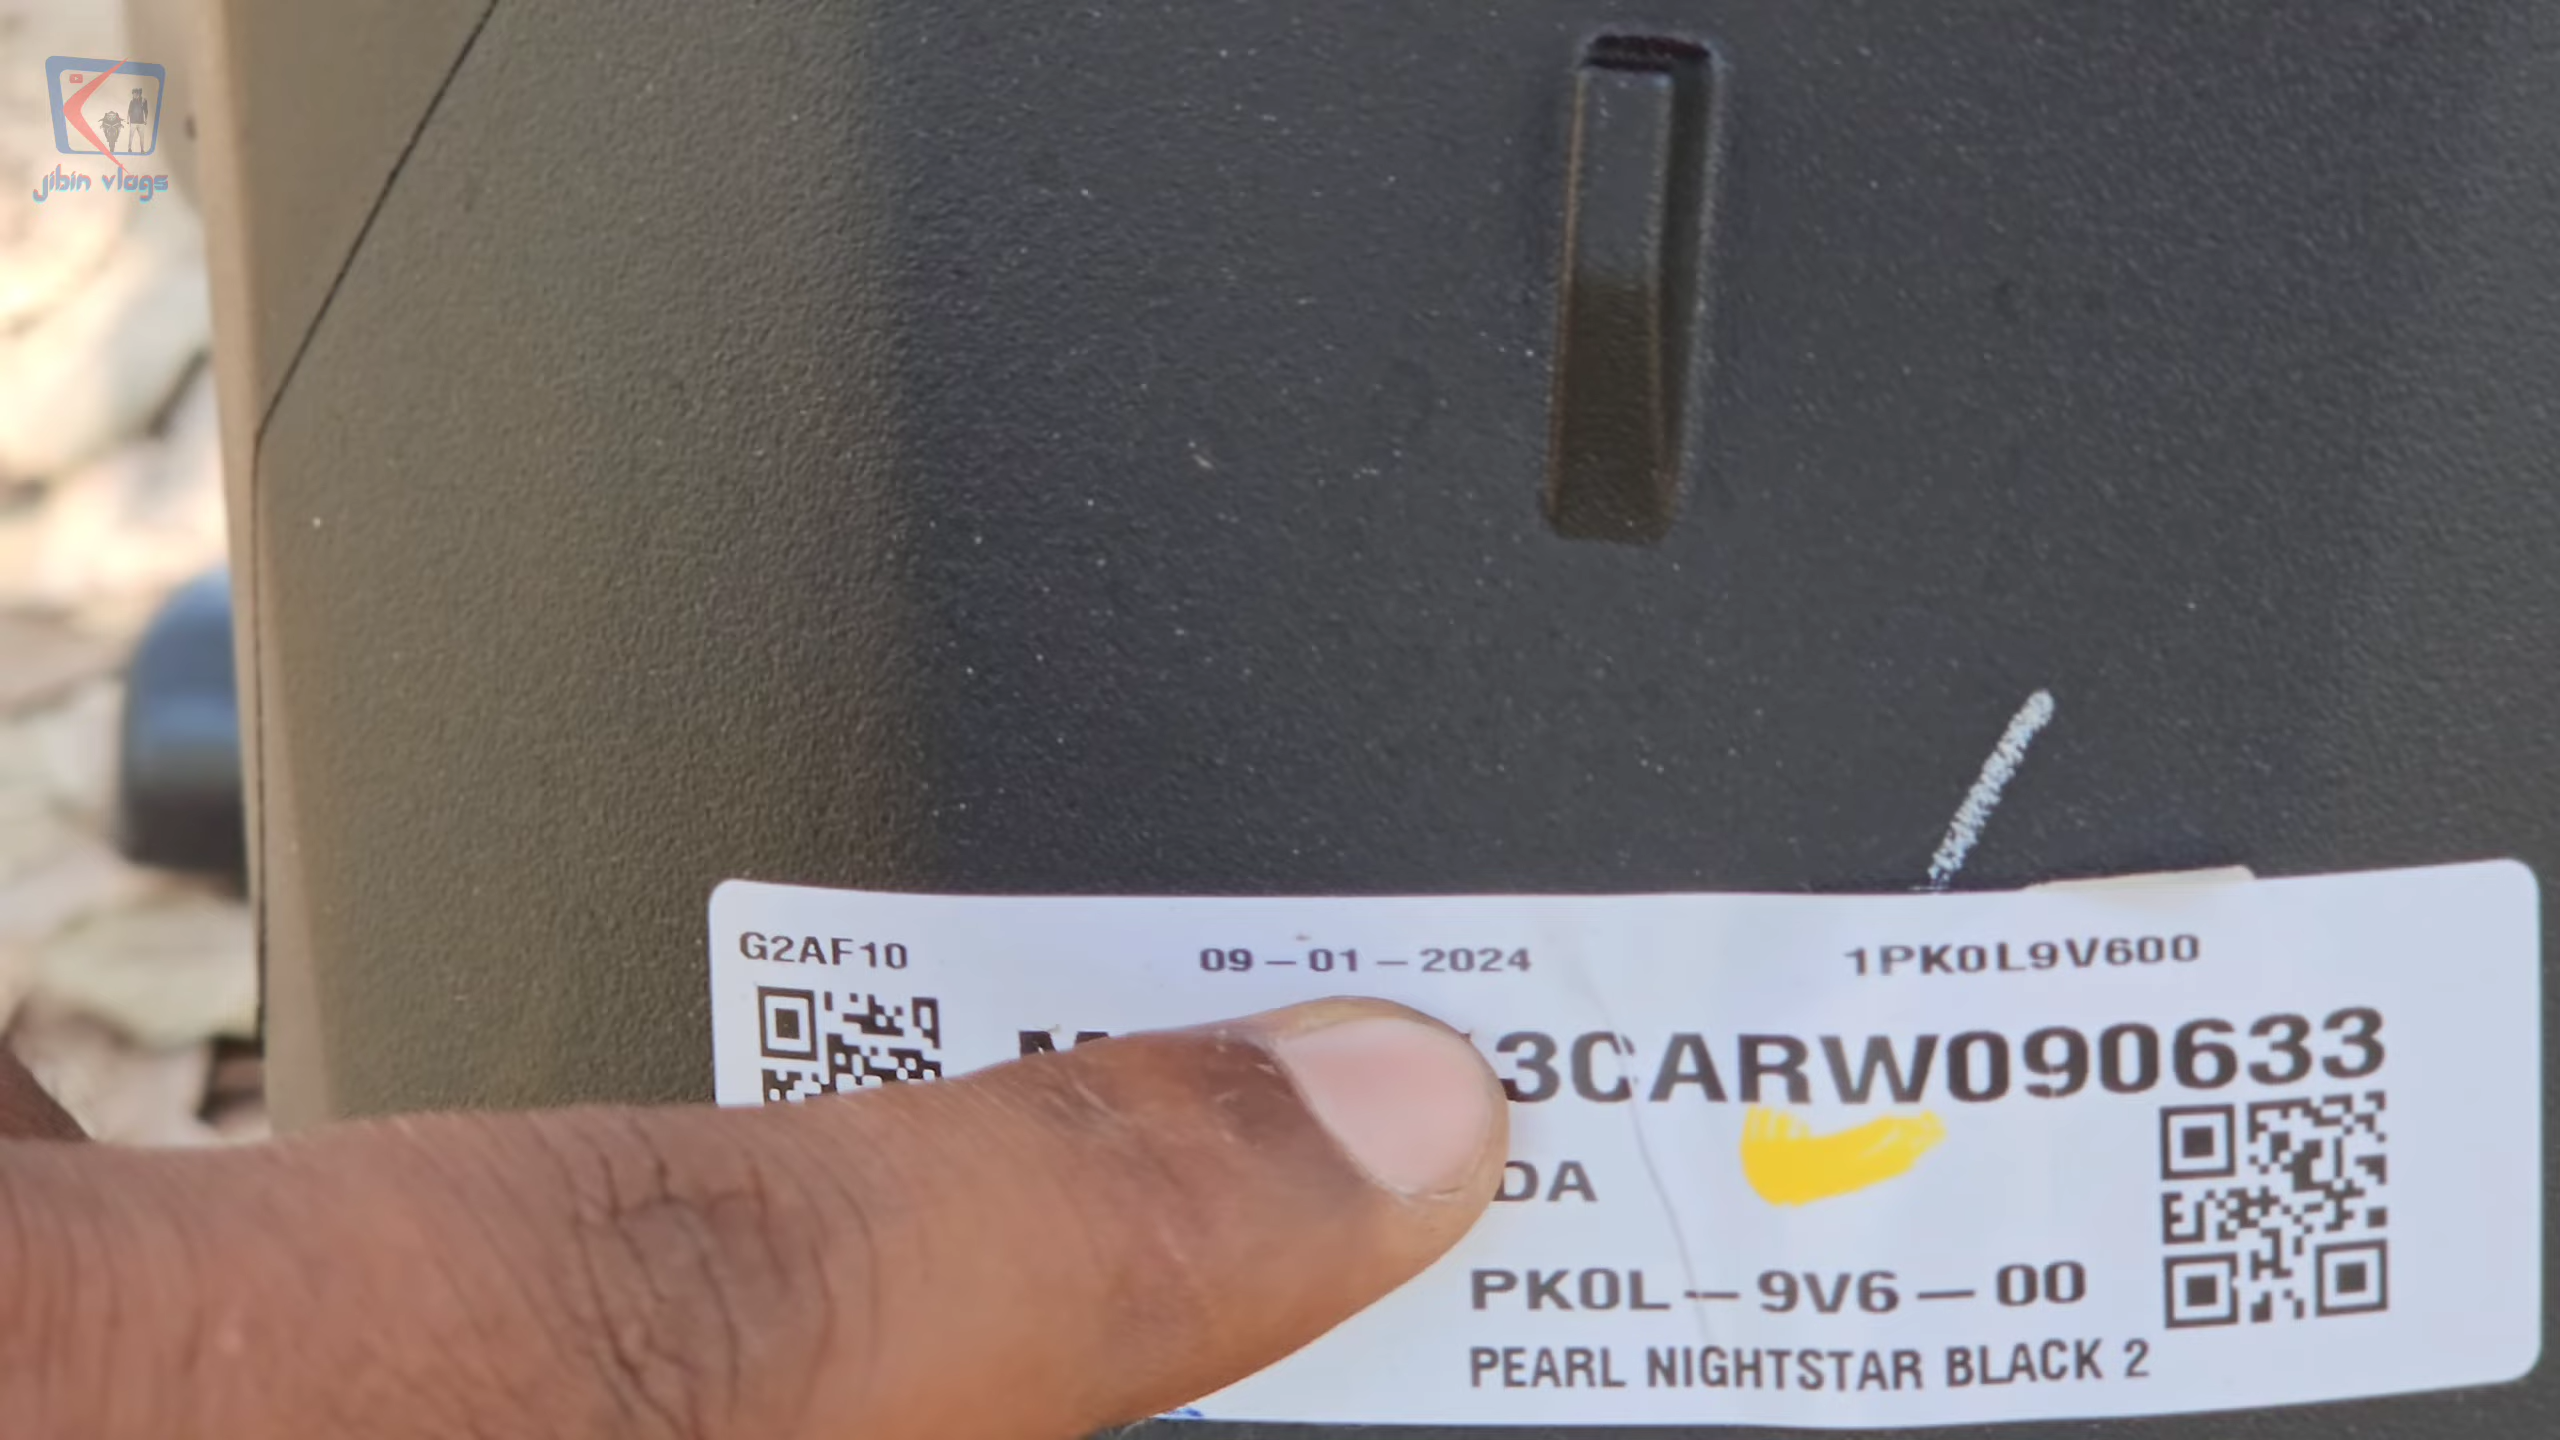 jibin vlogs
G2AF10
09-01-2024
1PK0L9V600
3CARW090633
DA
PK0L-9V6-00
PEARL NIGHTSTAR BLACK 2